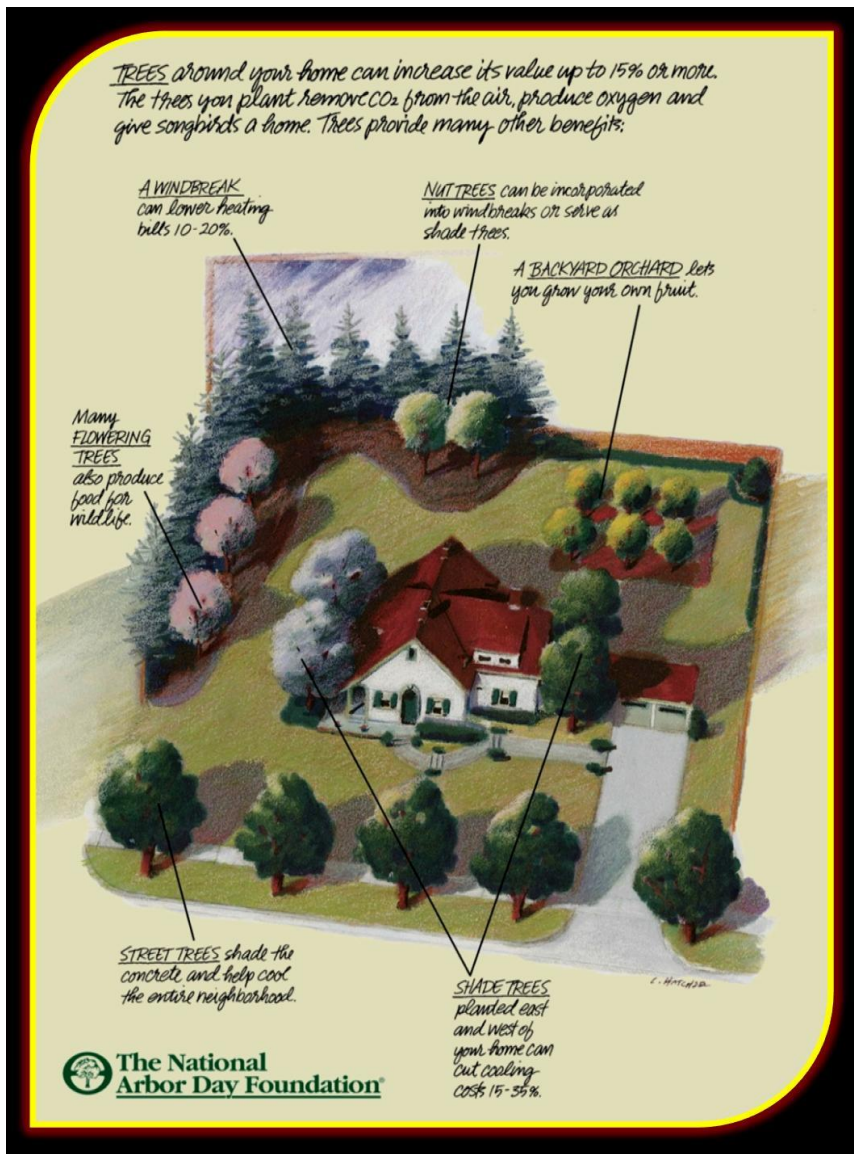 TREES around your home can increase its value up to 15% or more.
The trees you plant remove CO₂ from the air, produce oxygen and
give songbirds a home. Trees provide many other benefits:
A WINDBREAK
can lower heating
bills 10-20%.
NUT TREES can be incorporated
into windbreaks or serve as
shade trees.
A BACKYARD ORCHARD lets
you grow your own fruit.
Many
FLOWERING
TREES
also produce
food for
wildlife.
STREET TREES shade the
concrete and help cool
the entire neighborhood.
SHADE TREES
planted east
and west of
your home can
cut cooling
costs 15-35%.
L. HATCHER
The National
Arbor Day Foundation®